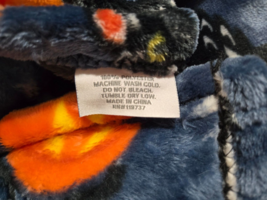 100% POLYESTER
MACHINE WASH COLD.
DO NOT BLEACH.
TUMBLE DRY LOW.
MADE IN CHINA